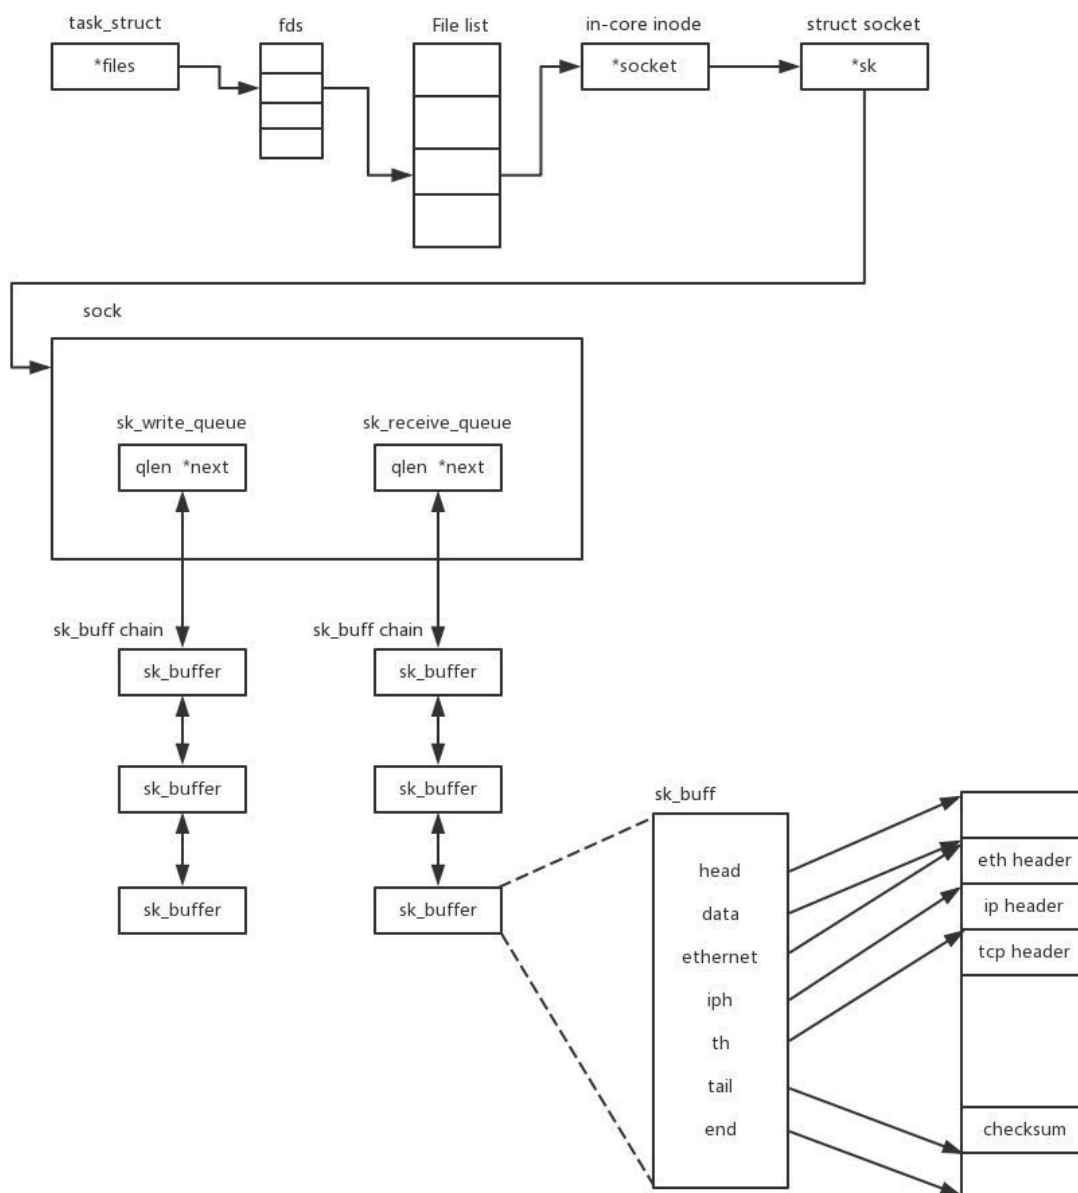 task_struct
fds
File list
in-core inode
struct socket
*files
*socket
*sk
sock
sk_write_queue
sk_receive_queue
qlen *next
qlen *next
sk_buff chain
sk_buff chain
sk_buffer
sk_buffer
sk_buffer
sk_buffer
sk_buffer
sk_buffer
sk_buff
head
data
ethernet
iph
th
tail
end
eth header
ip header
tcp header
checksum